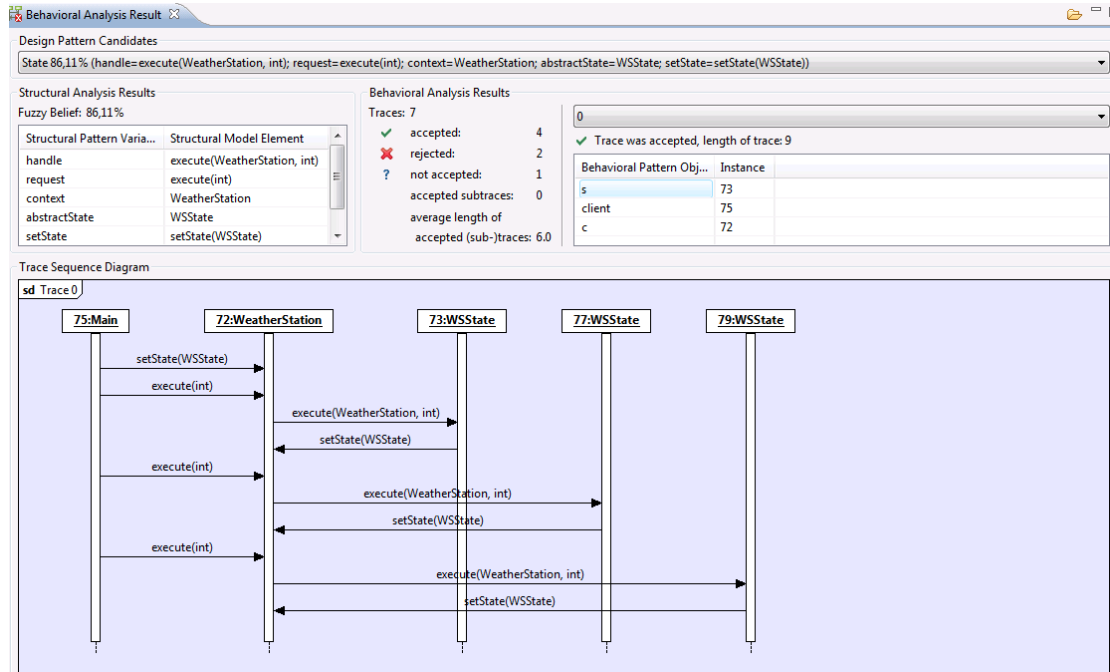 Behavioral Analysis Result
Design Pattern Candidates
State 86,11% (handle=execute(WeatherStation, int); request=execute(int); context=WeatherStation; abstractState=WSState; setState=setState(WSState))
Structural Analysis Results
Fuzzy Belief: 86,11%
Structural Pattern Varia... Structural Model Element
handle execute(WeatherStation, int)
request execute(int)
context WeatherStation
abstractState WSState
setState setState(WSState)
Behavioral Analysis Results
Traces: 7
accepted: 4
rejected: 2
? not accepted: 1
accepted subtraces: 0
average length of
accepted (sub-)traces: 6.0
0
Trace was accepted, length of trace: 9
Behavioral Pattern Obj... Instance
s 73
client 75
c 72
Trace Sequence Diagram
sd Trace 0
75:Main 72:WeatherStation 73:WSState 77:WSState 79:WSState
setState(WSState)
execute(int)
execute(WeatherStation, int)
setState(WSState)
execute(int)
execute(WeatherStation, int)
setState(WSState)
execute(int)
execute(WeatherStation, int)
setState(WSState)